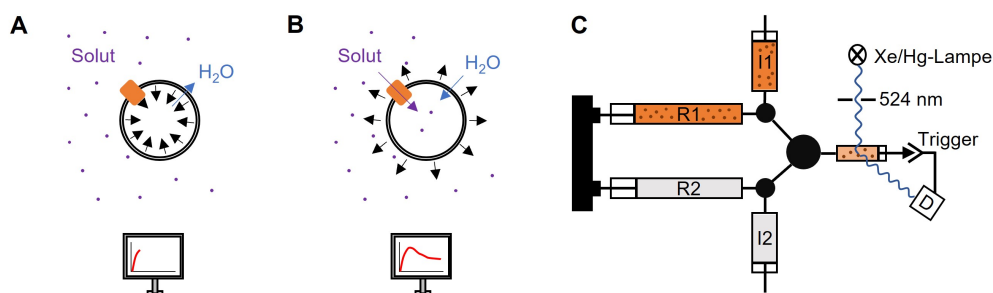 A
Solut
H₂O
B
Solut
H₂O
C
I1
R1
R2
I2
Xe/Hg-Lampe
524 nm
Trigger
D